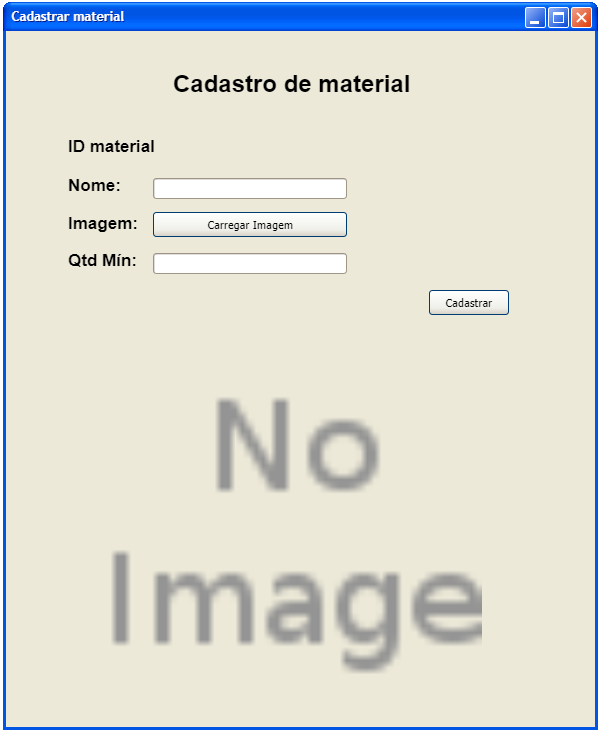 Cadastrar material
Cadastro de material
ID material
Nome:
Imagem:
Carregar Imagem
Qtd Mín:
Cadastrar
No
Image